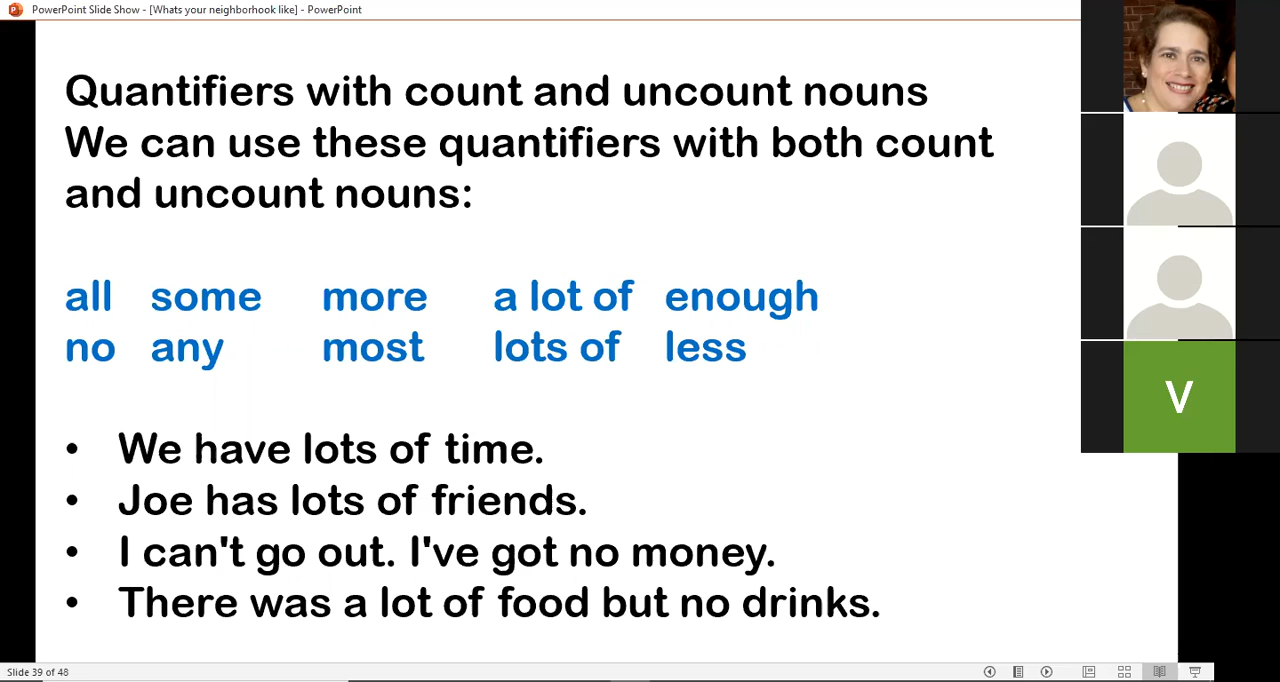 PowerPoint Slide Show - [Whats your neighborhook like] - PowerPoint
Quantifiers with count and uncount nouns
We can use these quantifiers with both count
and uncount nouns:
all some more a lot of enough
no any most lots of less
• We have lots of time.
• Joe has lots of friends.
• I can't go out. I've got no money.
• There was a lot of food but no drinks.
V
Slide 39 of 48